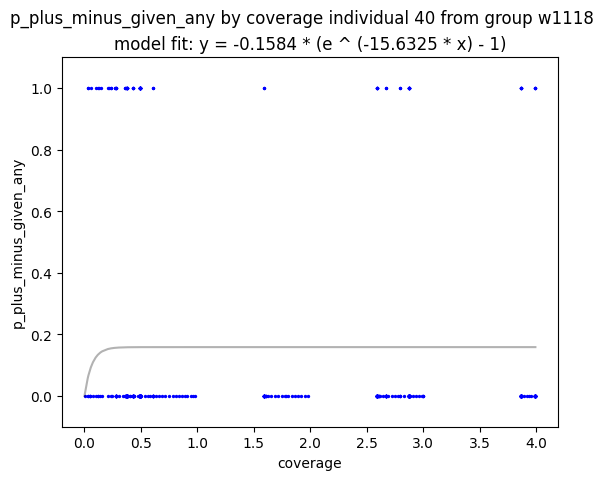 p_plus_minus_given_any by coverage individual 40 from group w1118
model fit: y = -0.1584 * (e ^ (-15.6325 * x) - 1)
1.0
0.8
0.6
0.4
0.2
0.0
p_plus_minus_given_any
0.0 0.5 1.0 1.5 2.0 2.5 3.0 3.5 4.0
coverage